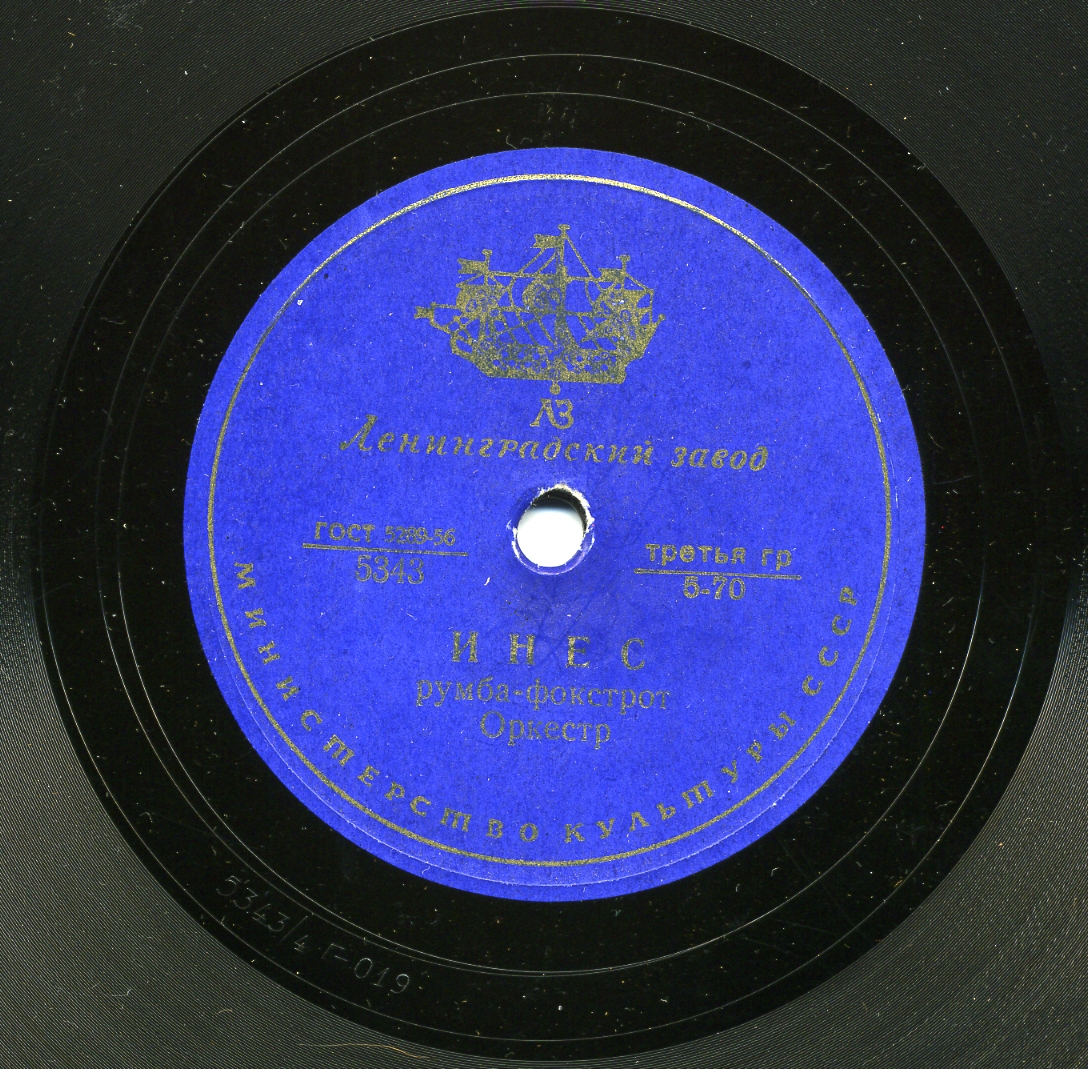 ЛЗ
Ленинградский завод
ГОСТ 5289-56
5343
третья гр
5-70
ИНЕС
румба-фокстрот
Оркестр
МИНИСТЕРСТВО КУЛЬТУРЫ СССР
5343/4 Г-019